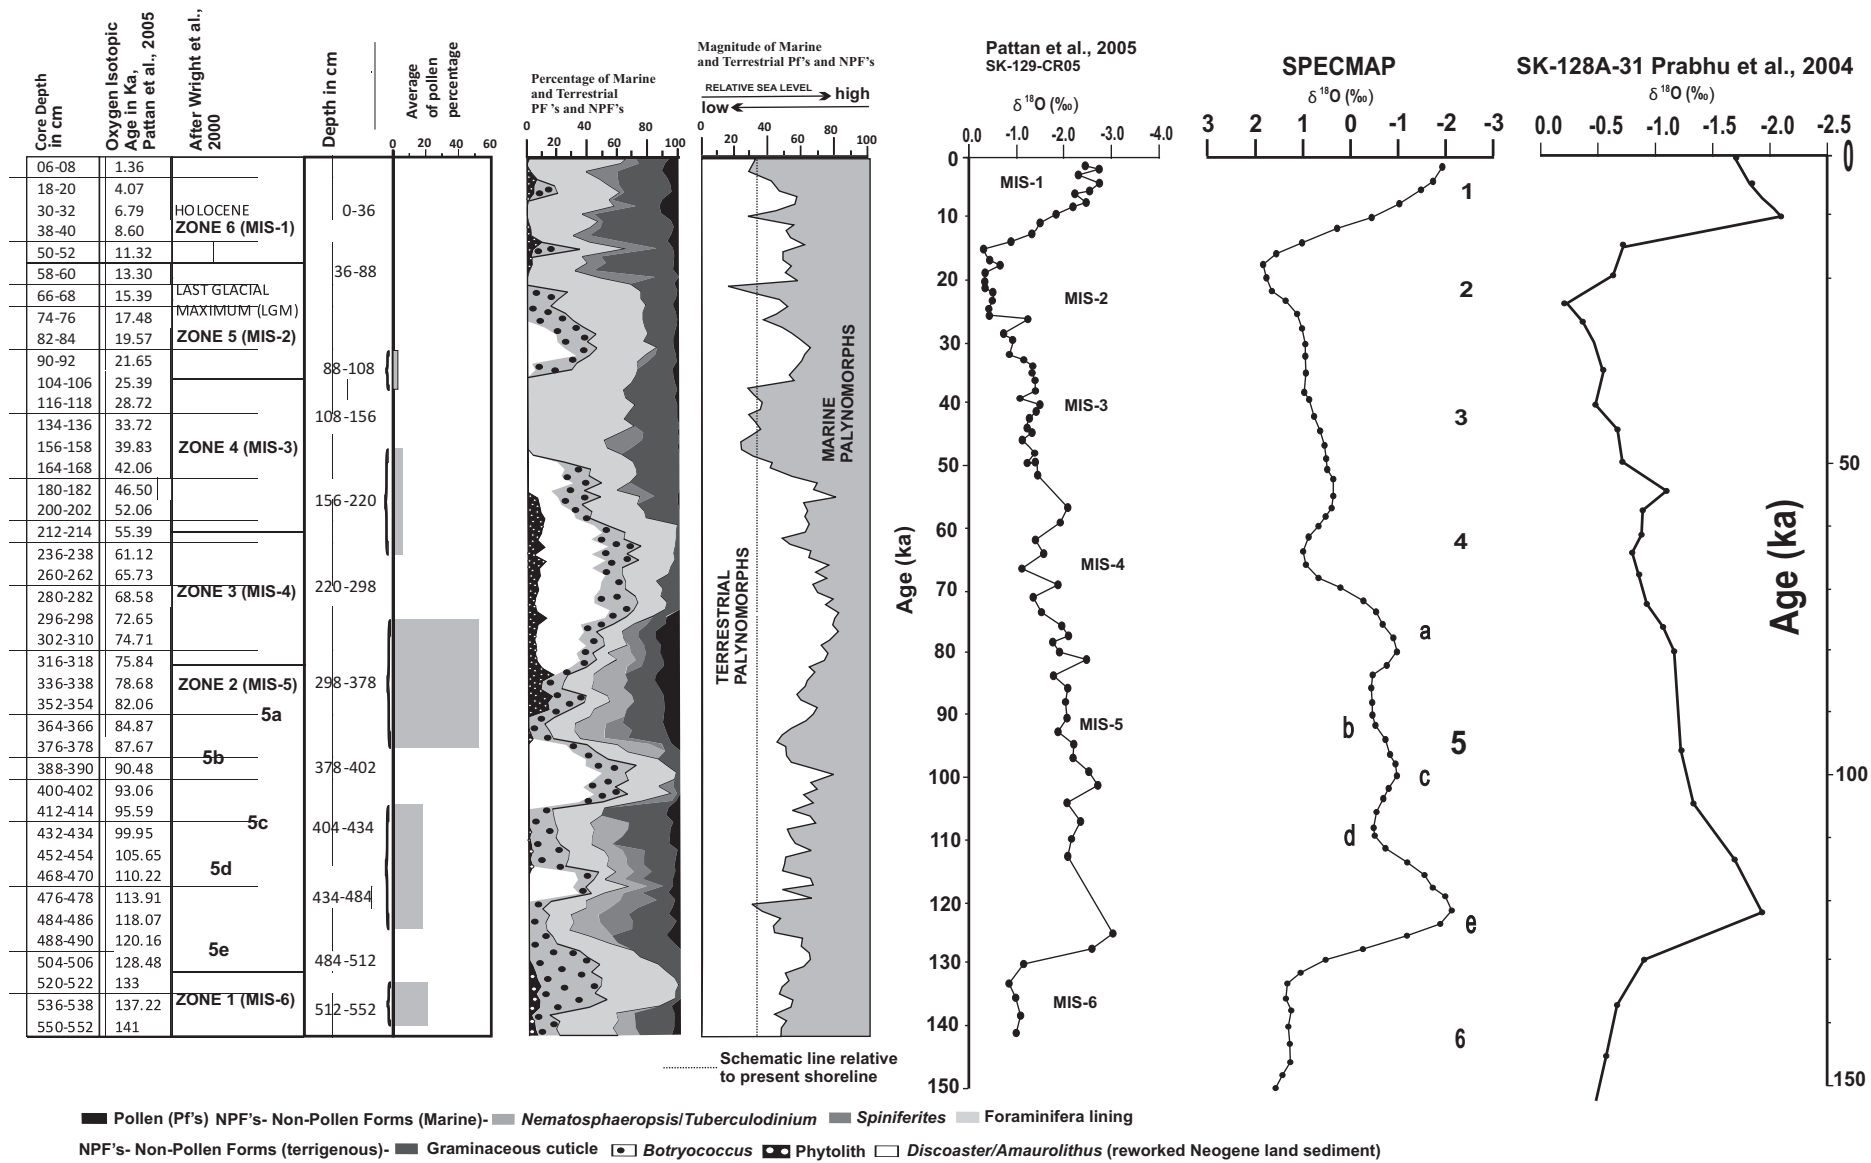 Core Depth
in cm
Oxygen Isotopic
Age in Ka,
Pattan et al., 2005
After Wright et al.,
2000
Depth in cm
Average
of pollen
percentage
0 20 40 60
06-08 1.36
18-20 4.07
30-32 6.79
38-40 8.60
50-52 11.32
58-60 13.30
66-68 15.39
74-76 17.48
82-84 19.57
90-92 21.65
104-106 25.39
116-118 28.72
134-136 33.72
156-158 39.83
164-168 42.06
180-182 46.50
200-202 52.06
212-214 55.39
236-238 61.12
260-262 65.73
280-282 68.58
296-298 72.65
302-310 74.71
316-318 75.84
336-338 78.68
352-354 82.06
364-366 84.87
376-378 87.67
388-390 90.48
400-402 93.06
412-414 95.59
432-434 99.95
452-454 105.65
468-470 110.22
476-478 113.91
484-486 118.07
488-490 120.16
504-506 128.48
520-522 133
536-538 137.22
550-552 141
HOLOCENE
ZONE 6 (MIS-1)
LAST GLACIAL
MAXIMUM (LGM)
ZONE 5 (MIS-2)
ZONE 4 (MIS-3)
ZONE 3 (MIS-4)
ZONE 2 (MIS-5)
5a
5b
5c
5d
5e
ZONE 1 (MIS-6)
0-36
36-88
88-108
108-156
156-220
220-298
298-378
378-402
404-434
434-484
484-512
512-552
Percentage of Marine
and Terrestrial
PF 's and NPF's
0 20 40 60 80 100
Magnitude of Marine
and Terrestrial Pf's and NPF's
RELATIVE SEA LEVEL
low high
0 20 40 60 80 100
TERRESTRIAL
PALYNOMORPHS
MARINE
PALYNOMORPHS
Schematic line relative
to present shoreline
Pattan et al., 2005
SK-129-CR05
δ 18O (‰)
0.0 -1.0 -2.0 -3.0 -4.0
Age (ka)
0
10
20
30
40
50
60
70
80
90
100
110
120
130
140
150
MIS-1
MIS-2
MIS-3
MIS-4
MIS-5
MIS-6
SPECMAP
δ 18O (‰)
3 2 1 0 -1 -2 -3
1
2
3
4
a
b
5
c
d
e
6
SK-128A-31 Prabhu et al., 2004
δ 18O (‰)
0.0 -0.5 -1.0 -1.5 -2.0 -2.5
0
50
100
150
Age (ka)
Pollen (Pf's) NPF's- Non-Pollen Forms (Marine)- Nematosphaeropsis/Tuberculodinium Spiniferites Foraminifera lining
NPF's- Non-Pollen Forms (terrigenous)- Graminaceous cuticle Botryococcus Phytolith Discoaster/Amaurolithus (reworked Neogene land sediment)